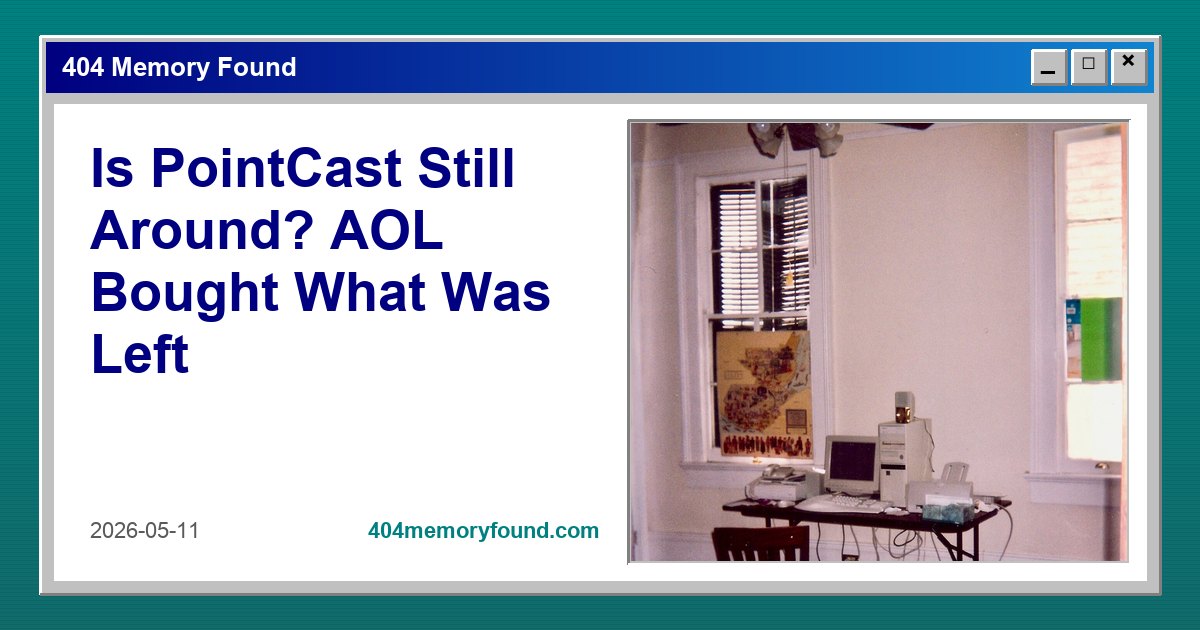 404 Memory Found
Is PointCast Still
Around? AOL
Bought What Was
Left
2026-05-11
404memoryfound.com